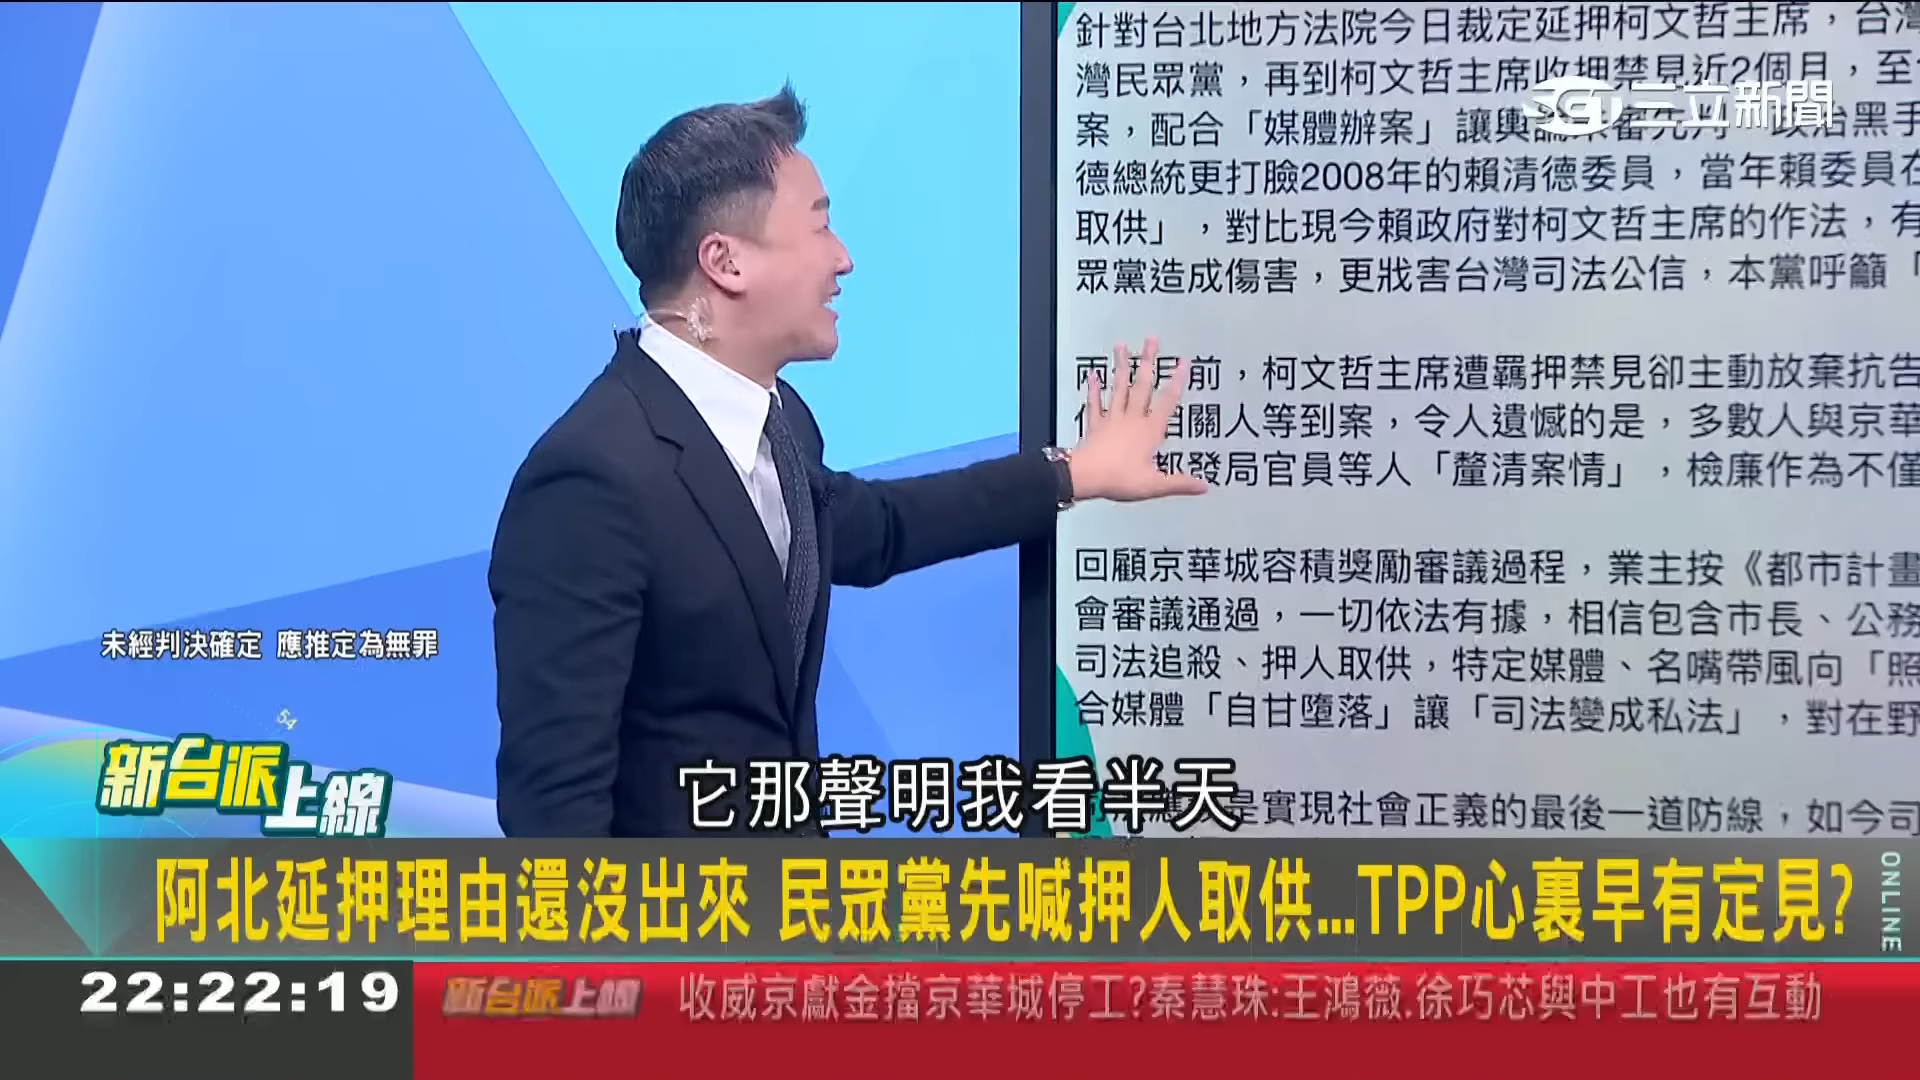 針對台北地方法院今日裁定延押柯文哲主席，台灣
灣民眾黨，再到柯文哲主席收押禁見近2個月，至
案，配合「媒體辦案」讓輿論未審先判，政治黑手
德總統更打臉2008年的賴清德委員，當年賴委員在
取供」，對比現今賴政府對柯文哲主席的作法，有
眾黨造成傷害，更戕害台灣司法公信，本黨呼籲「
SET三立新聞
前，柯文哲主席遭羈押禁見卻主動放棄抗告
相關人等到案，令人遺憾的是，多數人與京華
都發局官員等人「釐清案情」，檢廉作為不僅
回顧京華城容積獎勵審議過程，業主按《都市計畫
會審議通過，一切依法有據，相信包含市長、公務
司法追殺、押人取供，特定媒體、名嘴帶風向「照
合媒體「自甘墮落」讓「司法變成私法」，對在野
是實現社會正義的最後一道防線，如今司
未經判決確定 應推定為無罪
54
新台派上線
它那聲明我看半天
阿北延押理由還沒出來 民眾黨先喊押人取供...TPP心裏早有定見?
ONLINE
22:22:19
新台派上線
收威京獻金擋京華城停工?秦慧珠:王鴻薇.徐巧芯與中工也有互動